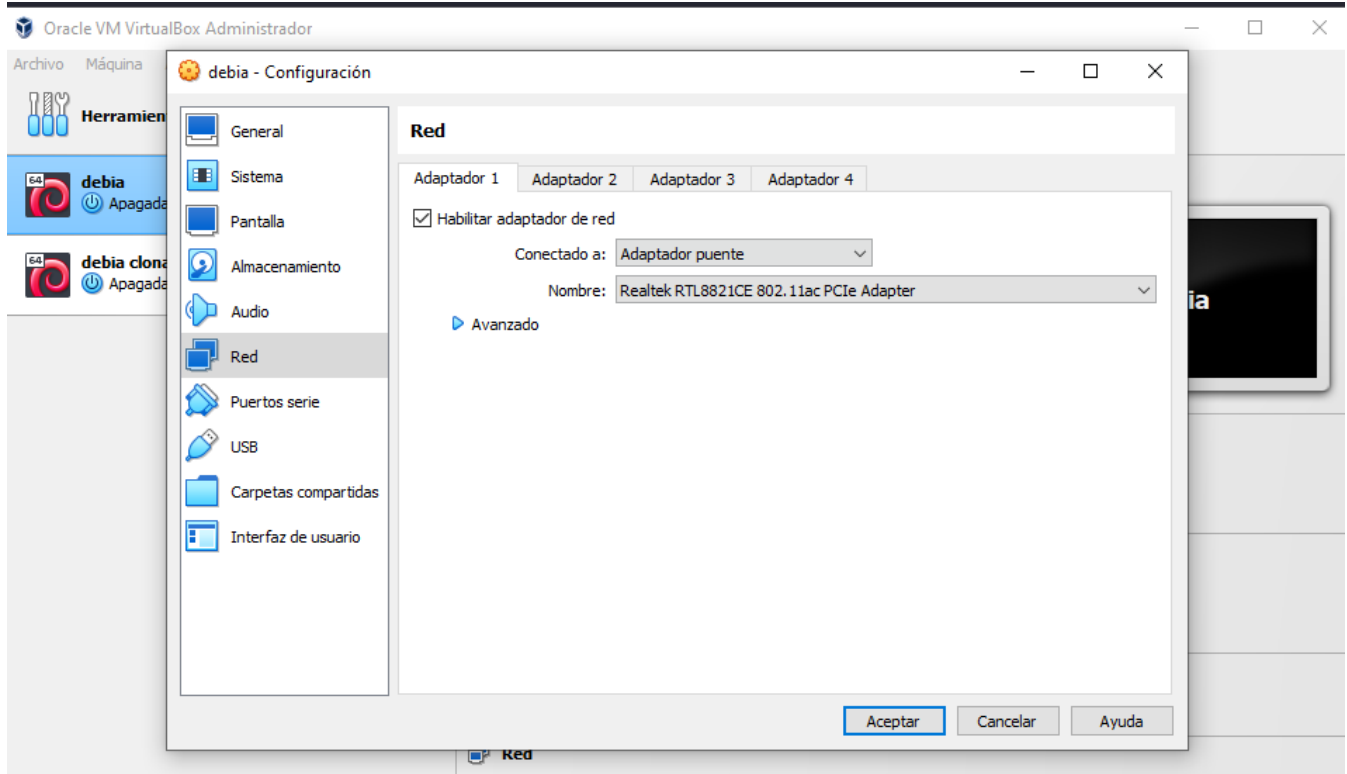 Oracle VM VirtualBox Administrador
Archivo Máquina
debia - Configuración
Herramien
64 debia
Apagada
64 debia clona
Apagada
General
Sistema
Pantalla
Almacenamiento
Audio
Red
Puertos serie
USB
Carpetas compartidas
Interfaz de usuario
Red
Adaptador 1 Adaptador 2 Adaptador 3 Adaptador 4
Habilitar adaptador de red
Conectado a: Adaptador puente
Nombre: Realtek RTL8821CE 802.11ac PCIe Adapter
Avanzado
ia
Aceptar Cancelar Ayuda
Red